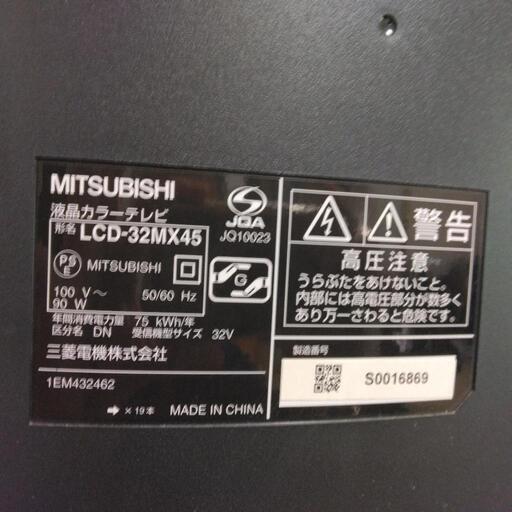 MITSUBISHI
液晶カラーテレビ
形名 LCD-32MX45
PS E MITSUBISHI
100 V～ 50/60 Hz
90 W
年間消費電力量 75 kWh/年
区分名 DN 受信機型サイズ 32V
三菱電機株式会社
1EM432462
➔ ×19本 MADE IN CHINA
JQA
JQ10023
G
警告
高圧注意
うらぶたをあけないこと。
内部には高電圧部分が数多く
あり万一さわると危険です。
製造番号
S0016869